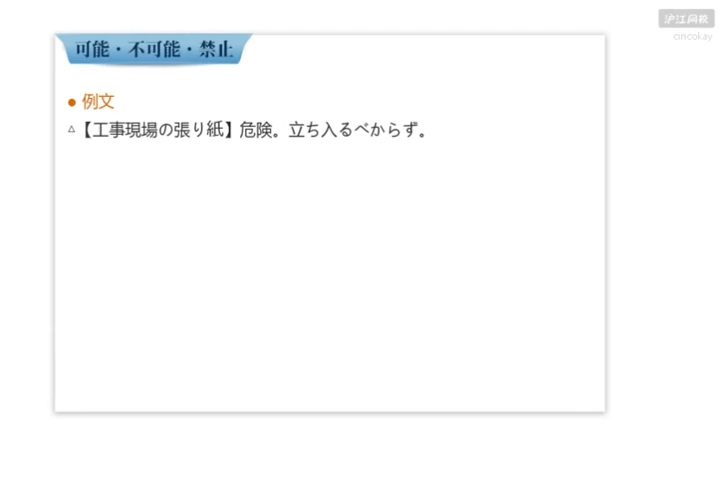 沪江网校
cincokay
可能・不可能・禁止
● 例文
△【工事現場の張り紙】危険。立ち入るべからず。